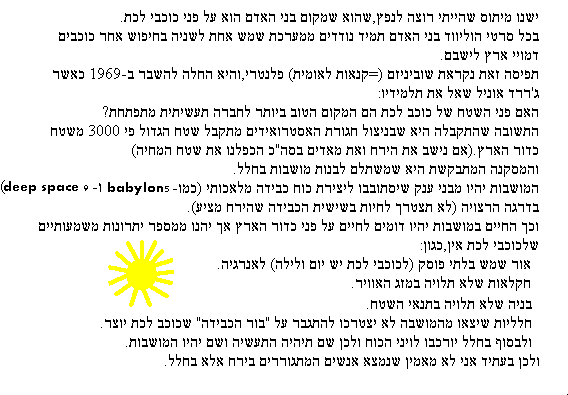 ישנו מיתוס שהייתי רוצה לנפץ,שהוא שמקום בני האדם הוא על פני כוכבי לכת.
בכל סרטי הוליווד בני האדם תמיד נודדים ממערכת שמש אחת לשניה בחיפוש אחר כוכבים
דמויי ארץ לישבם.
תפיסה זאת נקראת שוביניזם (=קנאות לאומית) פלנטרי,והיא החלה להשבר ב-1969 כאשר
ג'ררד אוניל שאל את תלמידיו:
האם פני השטח של כוכב לכת הם המקום הטוב ביותר לחברה תעשיתית מתפתחת?
התשובה שהתקבלה היא שבניצול חגורת האסטרואידים מתקבל שטח הגדול פי 3000 משטח
כדור הארץ.(אם נישב את הירח ואת מאדים בסה"כ הכפלנו את שטח המחיה)
והמסקנה המתבקשת היא שמשתלם לבנות מושבות בחלל.
המושבות יהיו מבני ענק שיסתובבו ליצירת כוח כבידה מלאכותי (כמו- babylon5 ו- deep space 9)
בדרגה הרצויה (לא תצטרך לחיות בשישית הכבידה שהירח מציע).
וכך החיים במושבות יהיו דומים לחיים על פני כדור הארץ אך יהנו ממספר יתרונות משמעותיים
שלכוכבי לכת אין,כגון:
אור שמש בלתי פוסק (לכוכבי לכת יש יום ולילה) לאנרגיה.
חקלאות שלא תלויה במזג האוויר.
בניה שלא תלויה בתנאי השטח.
חלליות שיצאו מהמושבה לא יצטרכו להתגבר על "בור הכבידה" שכוכב לכת יוצר.
ולבסוף בחלל יורכבו לויני הכוח ולכן שם תיהיה התעשיה ושם יהיו המושבות.
ולכן בעתיד אני לא מאמין שנמצא אנשים המתגוררים בירח אלא בחלל.